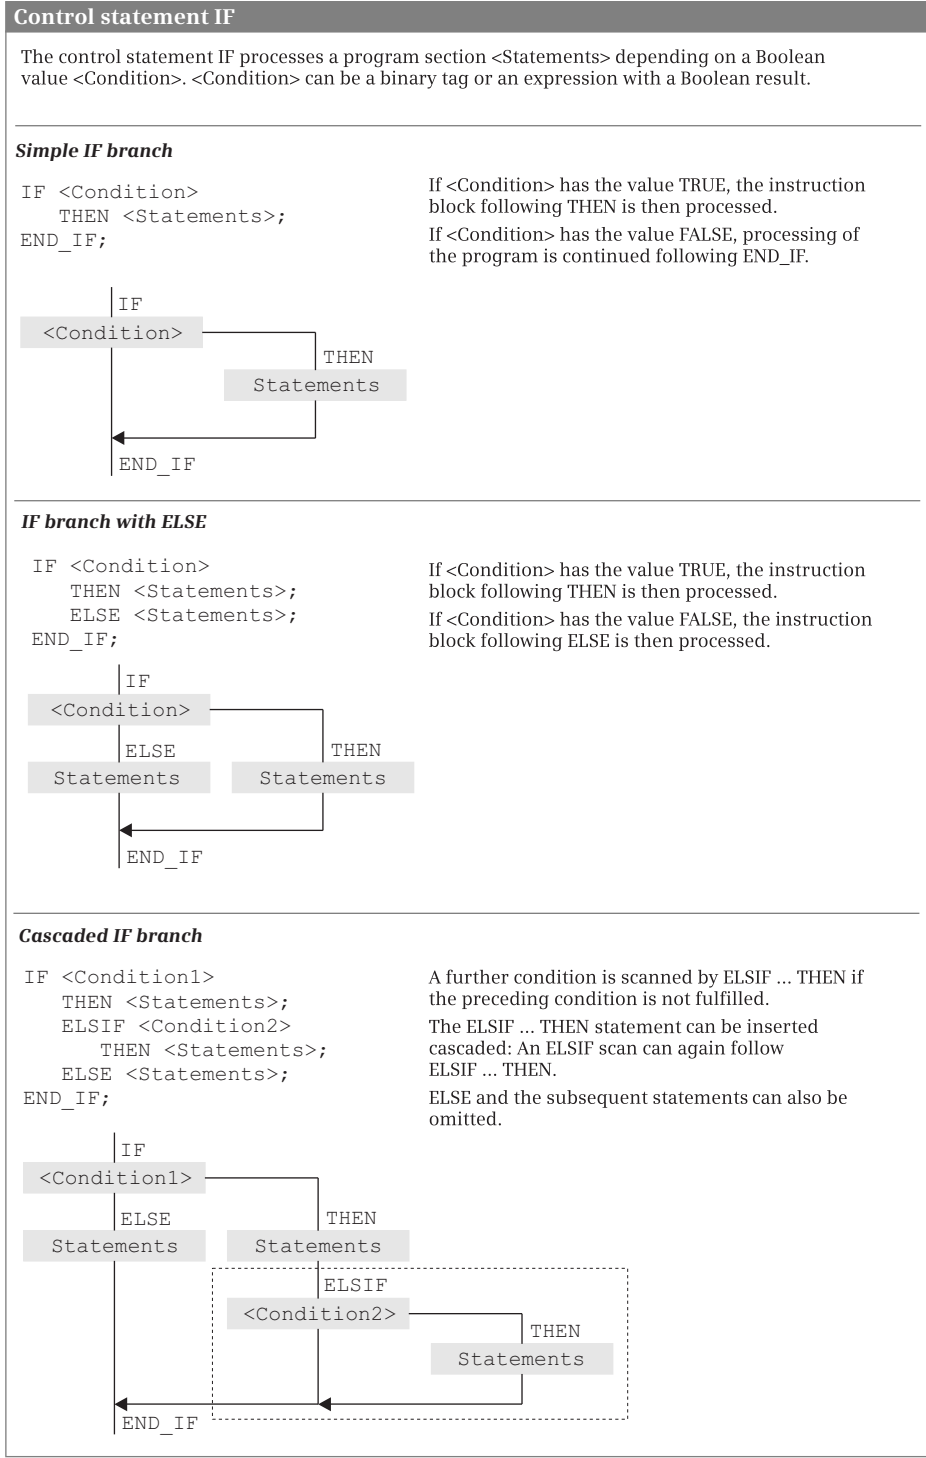 Control statement IF
The control statement IF processes a program section <Statements> depending on a Boolean
value <Condition>. <Condition> can be a binary tag or an expression with a Boolean result.
Simple IF branch
IF <Condition>
THEN <Statements>;
END_IF;
If <Condition> has the value TRUE, the instruction
block following THEN is then processed.
If <Condition> has the value FALSE, processing of
the program is continued following END_IF.
IF
<Condition>
THEN
Statements
END_IF
IF branch with ELSE
IF <Condition>
THEN <Statements>;
ELSE <Statements>;
END_IF;
If <Condition> has the value TRUE, the instruction
block following THEN is then processed.
If <Condition> has the value FALSE, the instruction
block following ELSE is then processed.
IF
<Condition>
ELSE THEN
Statements Statements
END_IF
Cascaded IF branch
IF <Condition1>
THEN <Statements>;
ELSIF <Condition2>
THEN <Statements>;
ELSE <Statements>;
END_IF;
A further condition is scanned by ELSIF ... THEN if
the preceding condition is not fulfilled.
The ELSIF ... THEN statement can be inserted
cascaded: An ELSIF scan can again follow
ELSIF ... THEN.
ELSE and the subsequent statements can also be
omitted.
IF
<Condition1>
ELSE THEN
Statements Statements
ELSIF
<Condition2>
THEN
Statements
END_IF